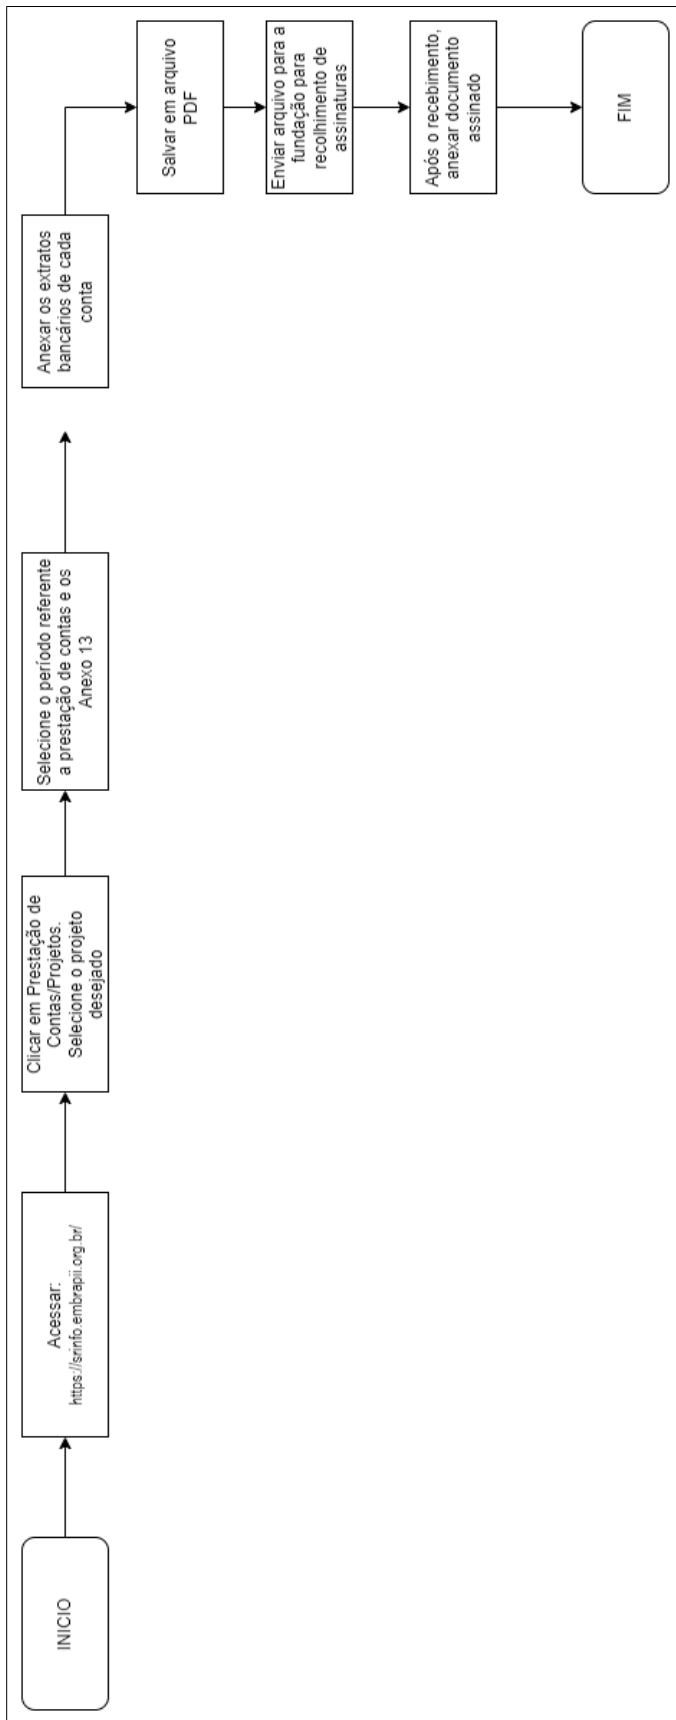 INICIO
Acessar:
https://srinfo.embrapii.org.br/
Clicar em Prestação de
Contas/Projetos.
Selecione o projeto
desejado
Selecione o período referente
a prestação de contas e os
Anexo 13
Anexar os extratos
bancários de cada
conta
Salvar em arquivo
PDF
Enviar arquivo para a
fundação para
recolhimento de
assinaturas
Após o recebimento,
anexar documento
assinado
FIM